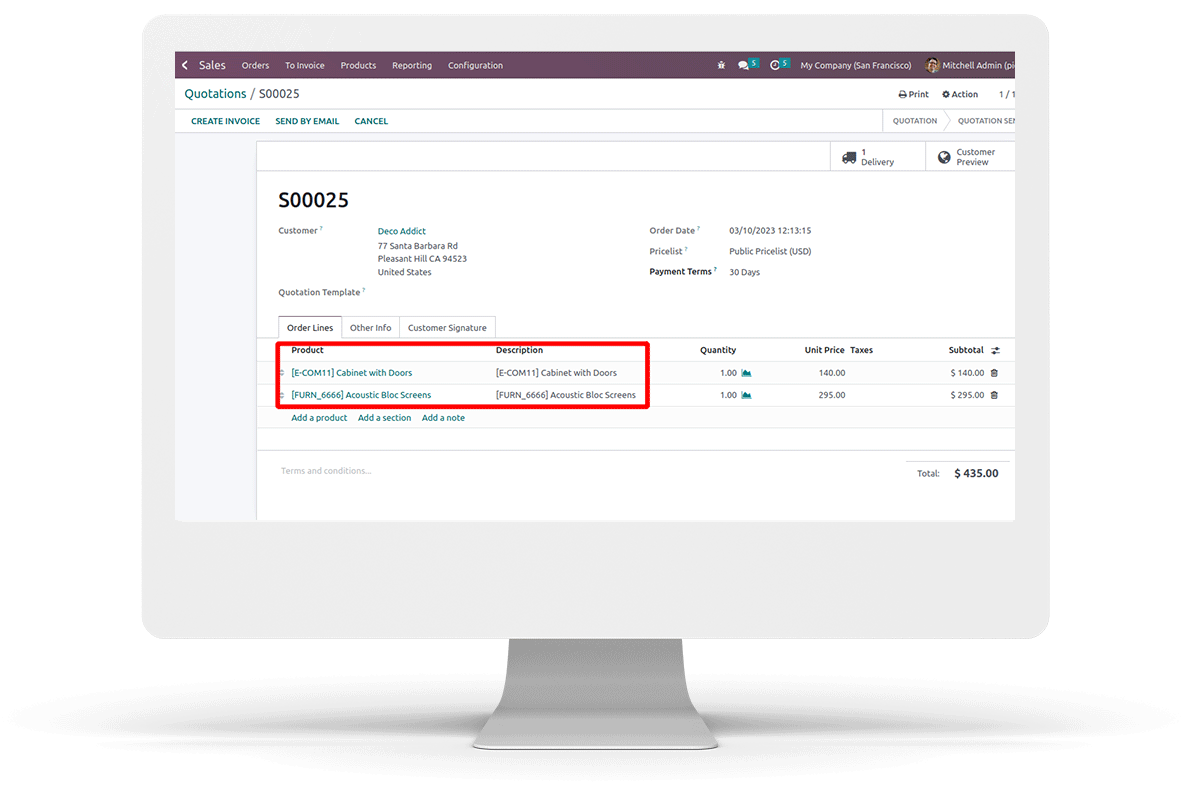 Sales Orders To Invoice Products Reporting Configuration 5 5 My Company (San Francisco) Mitchell Admin (pi
Quotations / S00025 Print Action 1 / 1
CREATE INVOICE SEND BY EMAIL CANCEL QUOTATION QUOTATION SEN
1 Delivery
Customer Preview
S00025
Customer ? Deco Addict Order Date ? 03/10/2023 12:13:15
77 Santa Barbara Rd
Pleasant Hill CA 94523 Pricelist ? Public Pricelist (USD)
United States Payment Terms ? 30 Days
Quotation Template ?
Order Lines Other Info Customer Signature
Product Description Quantity Unit Price Taxes Subtotal
[E-COM11] Cabinet with Doors [E-COM11] Cabinet with Doors 1.00 140.00 $ 140.00
[FURN_6666] Acoustic Bloc Screens [FURN_6666] Acoustic Bloc Screens 1.00 295.00 $ 295.00
Add a product Add a section Add a note
Terms and conditions... Total: $ 435.00